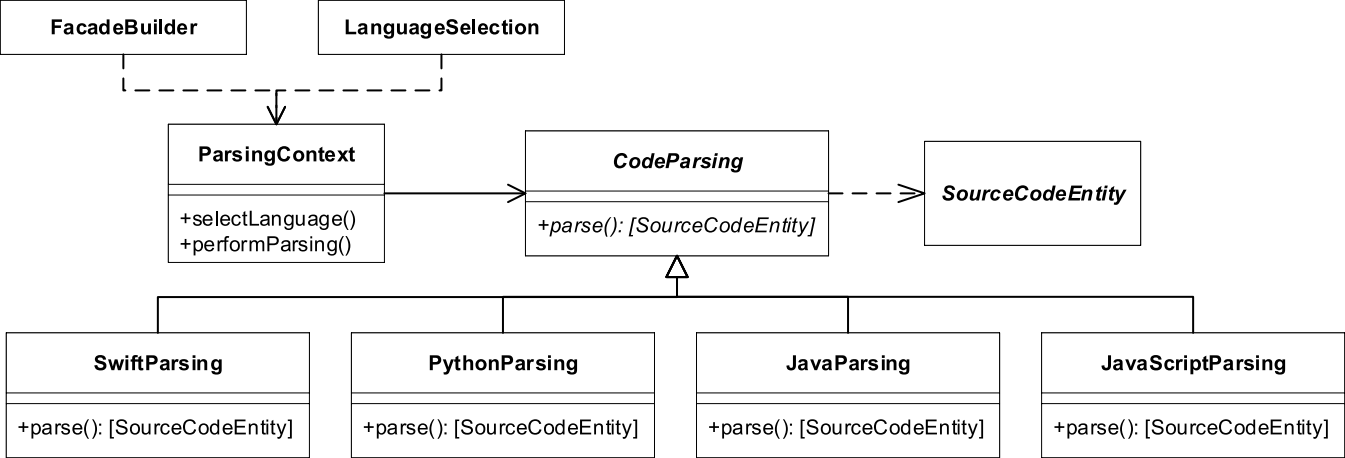 FacadeBuilder
LanguageSelection
ParsingContext
+selectLanguage()
+performParsing()
CodeParsing
+parse(): [SourceCodeEntity]
SourceCodeEntity
SwiftParsing
+parse(): [SourceCodeEntity]
PythonParsing
+parse(): [SourceCodeEntity]
JavaParsing
+parse(): [SourceCodeEntity]
JavaScriptParsing
+parse(): [SourceCodeEntity]